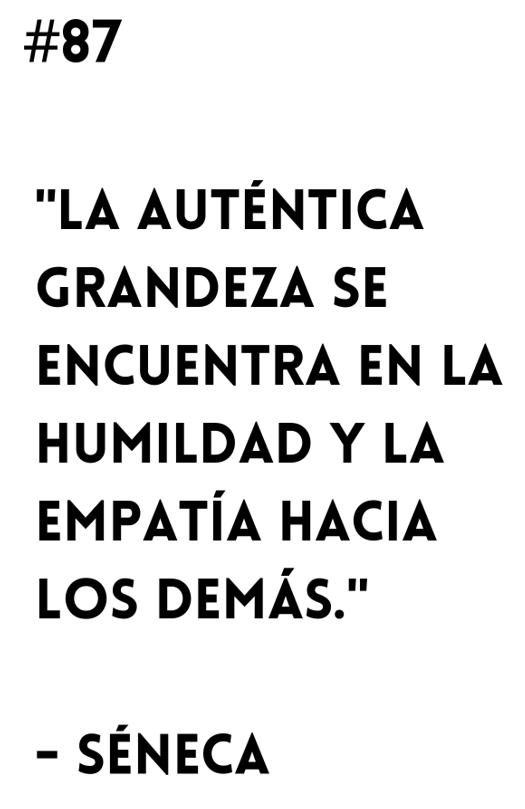 #87
"LA AUTÉNTICA
GRANDEZA SE
ENCUENTRA EN LA
HUMILDAD Y LA
EMPATÍA HACIA
LOS DEMÁS."
- SÉNECA